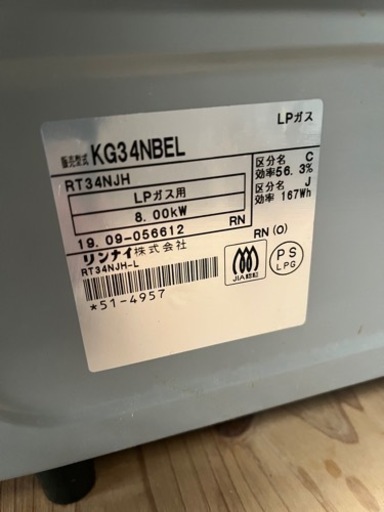 LPガス
販売型式 KG34NBEL
RT34NJH
LPガス用
8.00kW
19.09-056612 RN
リンナイ株式会社
RT34NJH-L
*51-4957
区分名 C
効率56.3%
区分名 J
効率 167Wh
RN(O)
JIA認証
PS
LPG